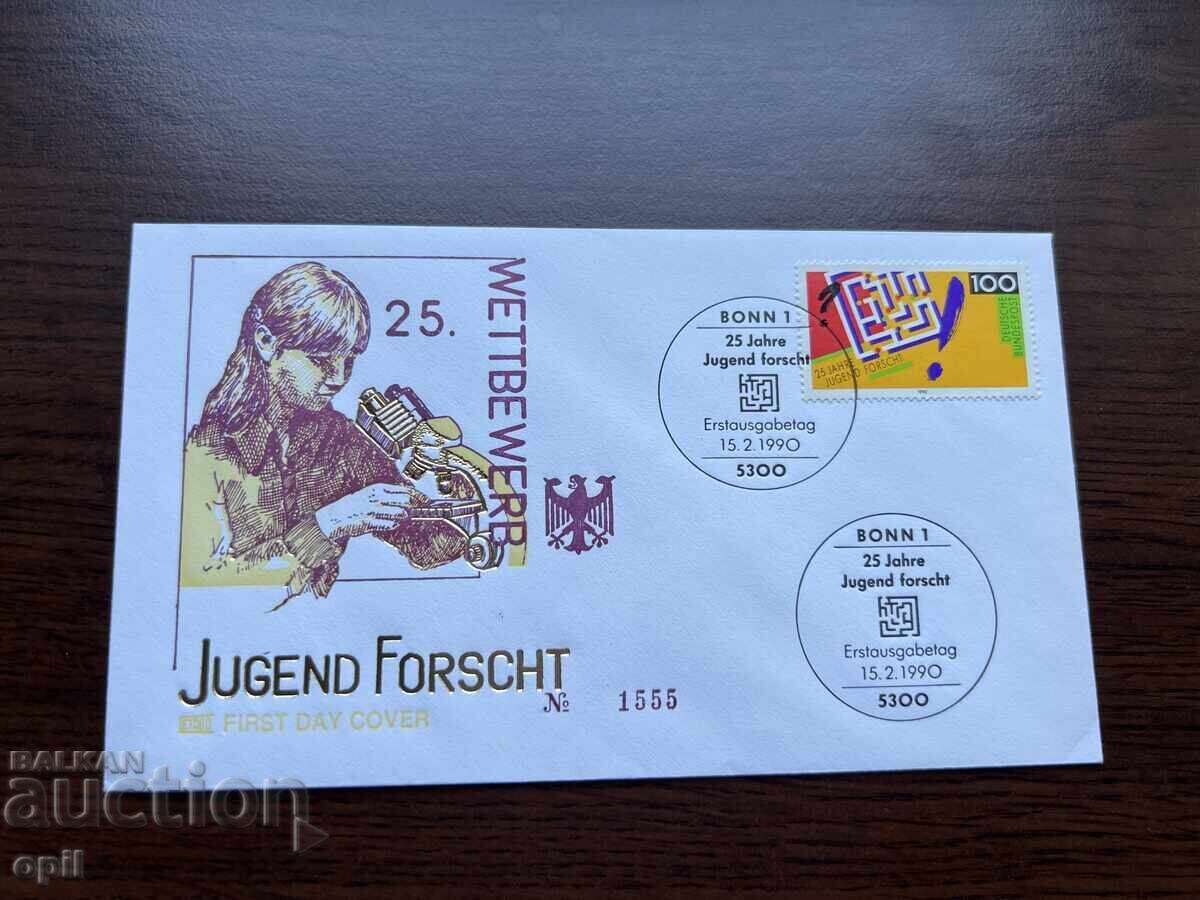 25.
WETTBEWERB
JUGEND FORSCHT
FIRST DAY COVER
№ 1555
BONN 1
25 Jahre
Jugend forscht
Erstausgabetag
15.2.1990
5300
100
DEUTSCHE
BUNDESPOST
25 JAHRE
JUGEND FORSCHT
1990
BONN 1
25 Jahre
Jugend forscht
Erstausgabetag
15.2.1990
5300
BALKAN
auction
opil